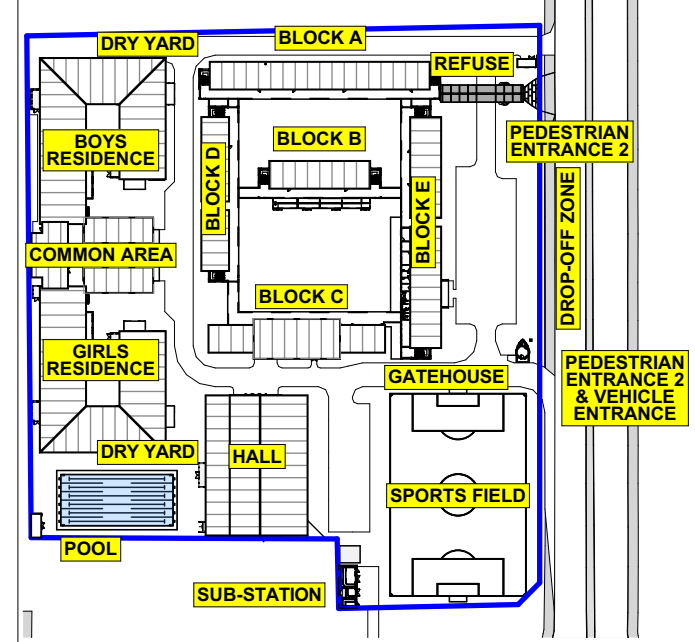 BLOCK A
DRY YARD
REFUSE
PEDESTRIAN
ENTRANCE 2
BLOCK B
BOYS
RESIDENCE
BLOCK D
BLOCK E
DROP-OFF ZONE
COMMON AREA
BLOCK C
GIRLS
RESIDENCE
GATEHOUSE
PEDESTRIAN
ENTRANCE 2
& VEHICLE
ENTRANCE
DRY YARD
HALL
SPORTS FIELD
POOL
SUB-STATION